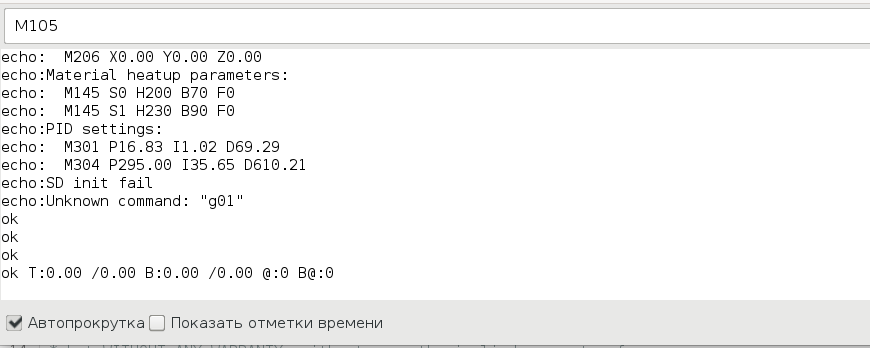 M105
echo:  M206 X0.00 Y0.00 Z0.00
echo:Material heatup parameters:
echo:  M145 S0 H200 B70 F0
echo:  M145 S1 H230 B90 F0
echo:PID settings:
echo:  M301 P16.83 I1.02 D69.29
echo:  M304 P295.00 I35.65 D610.21
echo:SD init fail
echo:Unknown command: "g01"
ok
ok
ok
ok T:0.00 /0.00 B:0.00 /0.00 @:0 B@:0
Автопрокрутка Показать отметки времени